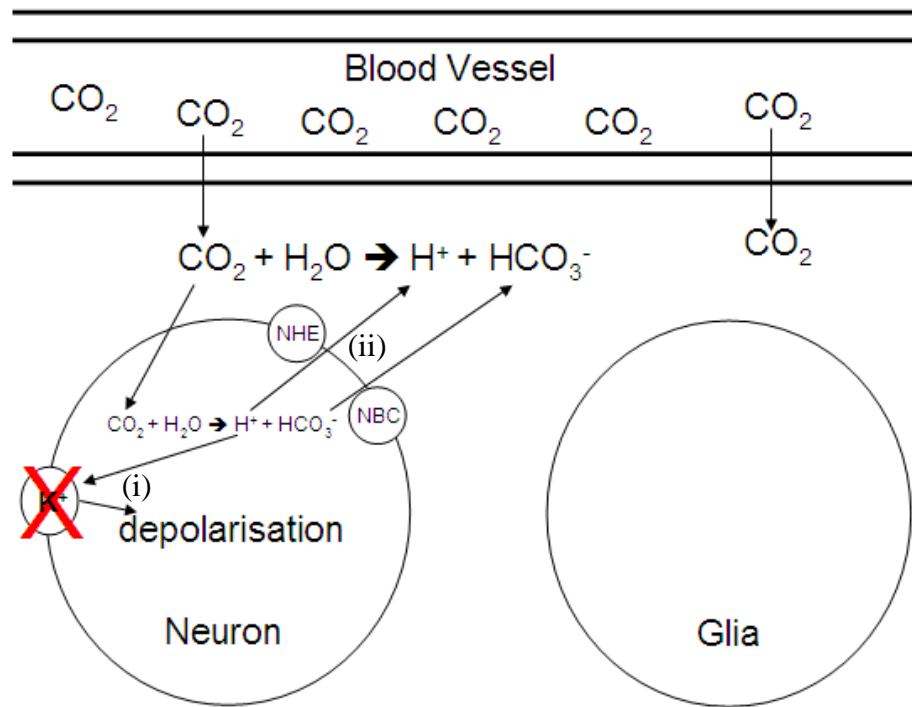 Blood Vessel
CO₂ CO₂ CO₂ CO₂ CO₂ CO₂
CO₂ + H₂O ➔ H⁺ + HCO₃⁻ CO₂
NHE
(ii)
CO₂ + H₂O ➔ H⁺ + HCO₃⁻ NBC
K⁺ (i)
depolarisation
Neuron Glia